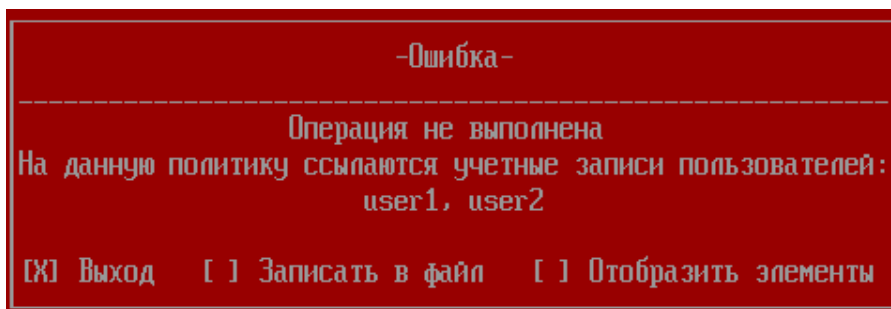 -Ошибка-
Операция не выполнена
На данную политику ссылаются учетные записи пользователей:
user1, user2
[X] Выход [ ] Записать в файл [ ] Отобразить элементы